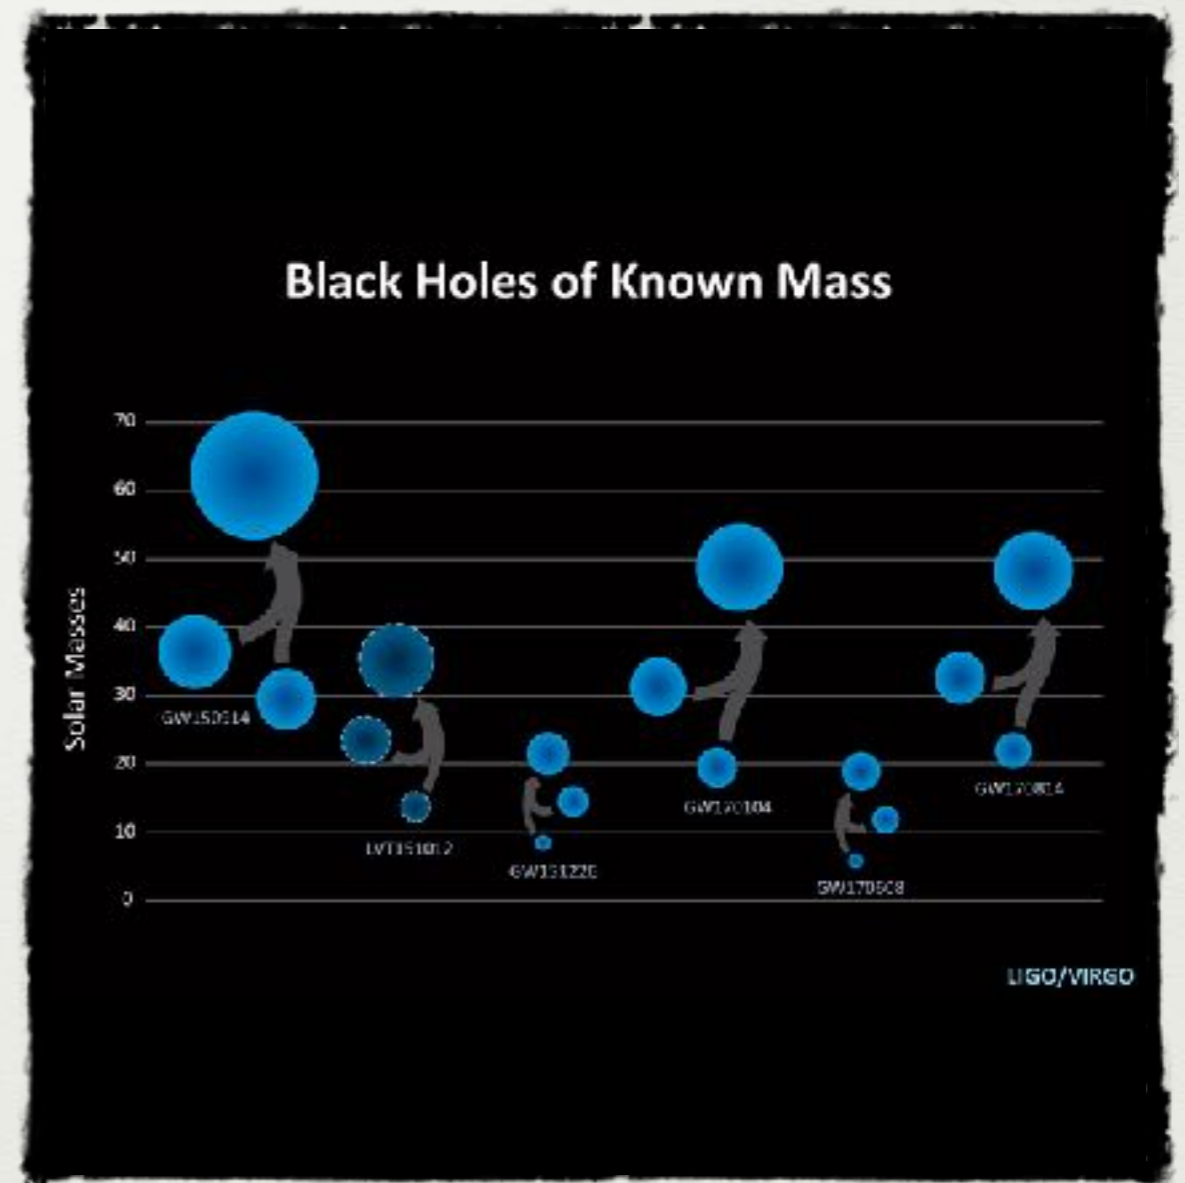 Black Holes of Known Mass
70
60
50
40
30
20
10
0
Solar Masses
GW150914
LVT151012
GW151226
GW170104
GW170608
GW170814
LIGO/VIRGO